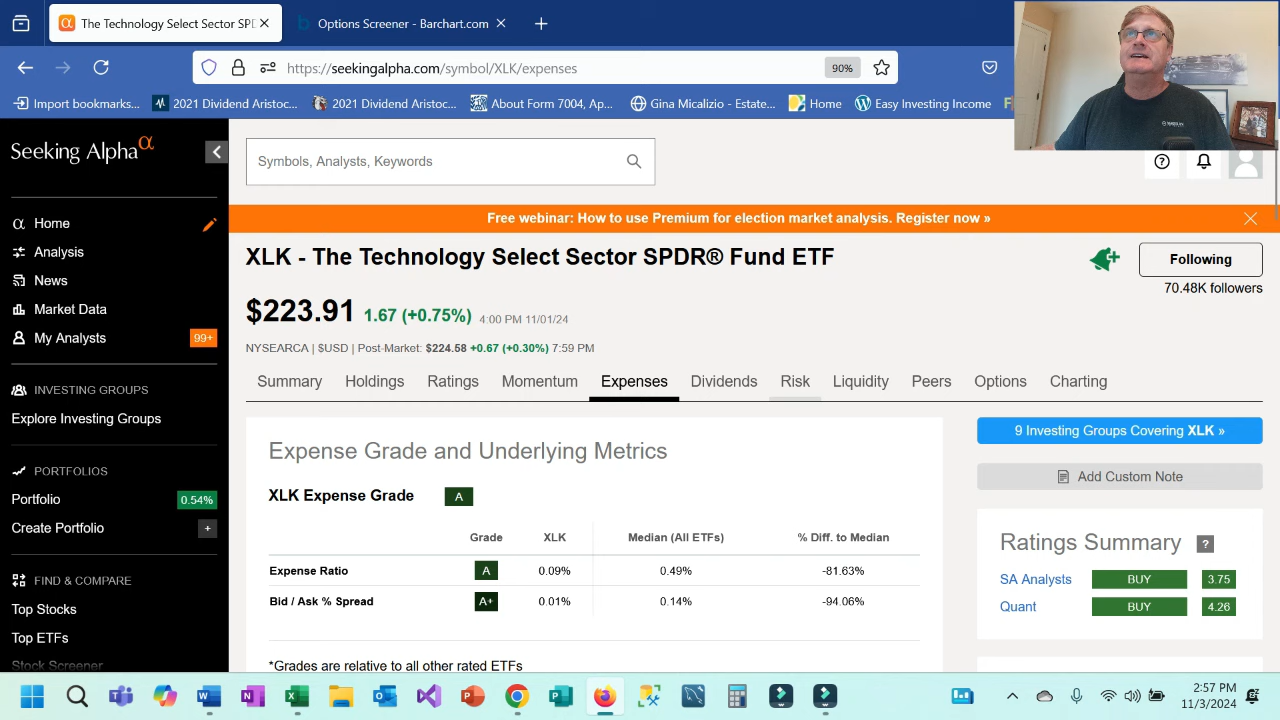 The Technology Select Sector SPD
Options Screener - Barchart.com
https://seekingalpha.com/symbol/XLK/expenses
90%
Import bookmarks...
2021 Dividend Aristoc...
2021 Dividend Aristoc...
About Form 7004, Ap...
Gina Micalizio - Estate...
Home
Easy Investing Income
Seeking Alpha α
Symbols, Analysts, Keywords
Free webinar: How to use Premium for election market analysis. Register now »
Home
Analysis
News
Market Data
My Analysts 99+
INVESTING GROUPS
Explore Investing Groups
PORTFOLIOS
Portfolio 0.54%
Create Portfolio +
FIND & COMPARE
Top Stocks
Top ETFs
Stock Screener
XLK - The Technology Select Sector SPDR® Fund ETF
Following
70.48K followers
$223.91 1.67 (+0.75%) 4:00 PM 11/01/24
NYSEARCA | $USD | Post-Market: $224.58 +0.67 (+0.30%) 7:59 PM
Summary Holdings Ratings Momentum Expenses Dividends Risk Liquidity Peers Options Charting
Expense Grade and Underlying Metrics
XLK Expense Grade A
Grade XLK Median (All ETFs) % Diff. to Median
Expense Ratio A 0.09% 0.49% -81.63%
Bid / Ask % Spread A+ 0.01% 0.14% -94.06%
*Grades are relative to all other rated ETFs
9 Investing Groups Covering XLK »
Add Custom Note
Ratings Summary ?
SA Analysts BUY 3.75
Quant BUY 4.26
2:57 PM
11/3/2024